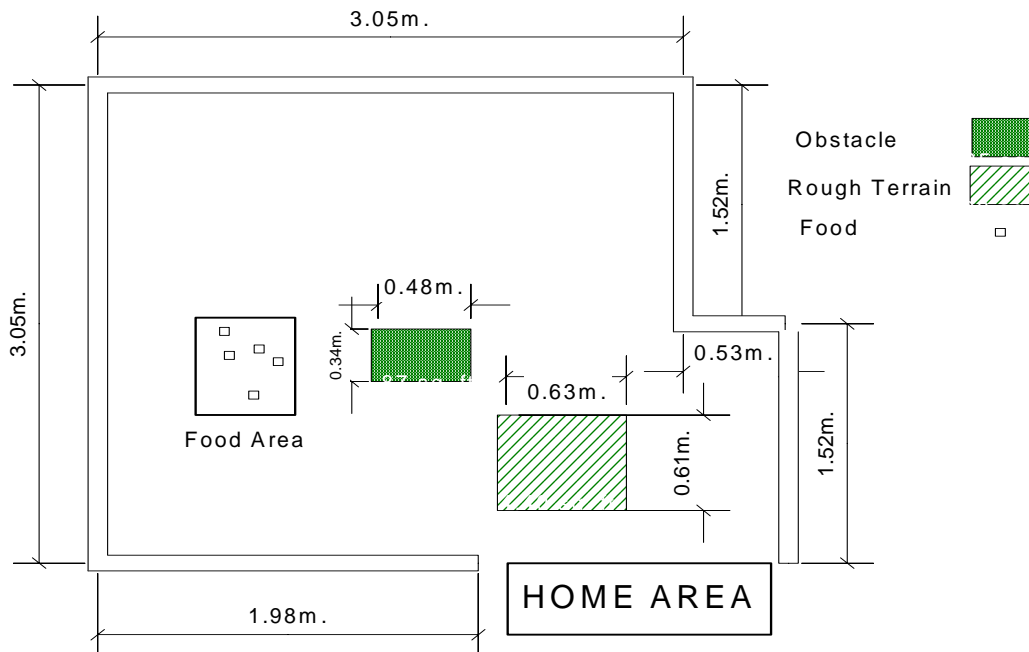 3.05m.
Obstacle
Rough Terrain
Food
1.52m.
3.05m.
0.48m.
0.34m.
0.53m.
0.63m.
Food Area
0.61m.
1.52m.
HOME AREA
1.98m.